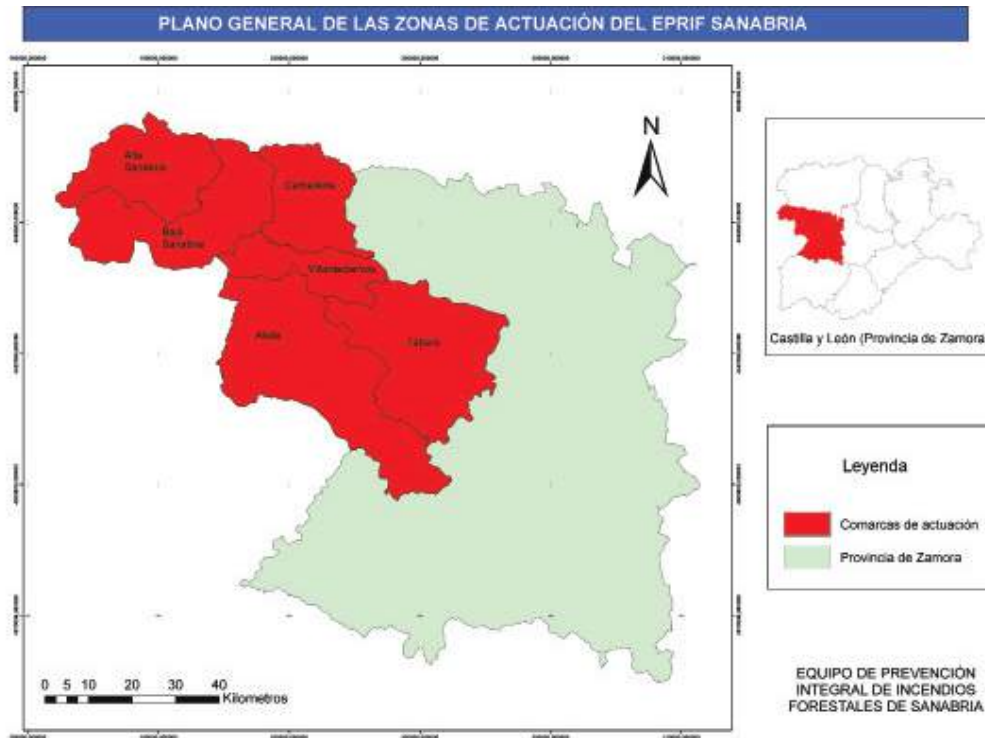 PLANO GENERAL DE LAS ZONAS DE ACTUACIÓN DEL EPRIF SANABRIA
N
Alta
Sanabria
Carballeda
Baja
Sanabria
Aliste
Tábara
Castilla y León (Provincia de Zamora
Leyenda
Comarcas de actuación
Provincia de Zamora
0 5 10 20 30 40
Kilometros
EQUIPO DE PREVENCIÓN
INTEGRAL DE INCENDIOS
FORESTALES DE SANABRIA